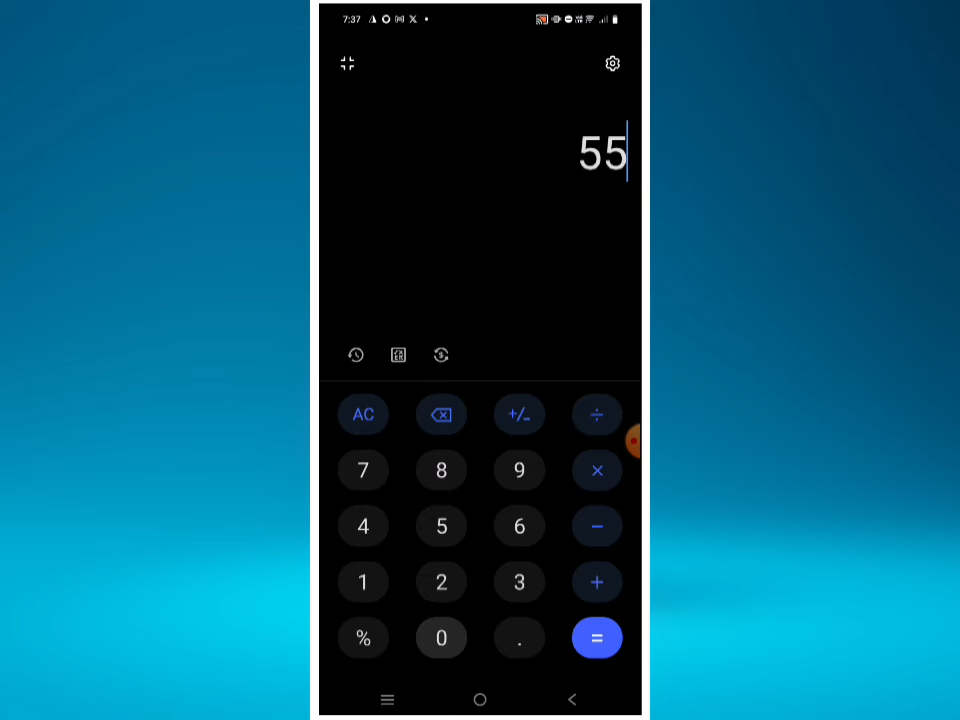 7:37
55
AC +/- ÷
7 8 9 ×
4 5 6 −
1 2 3 +
% 0 . =